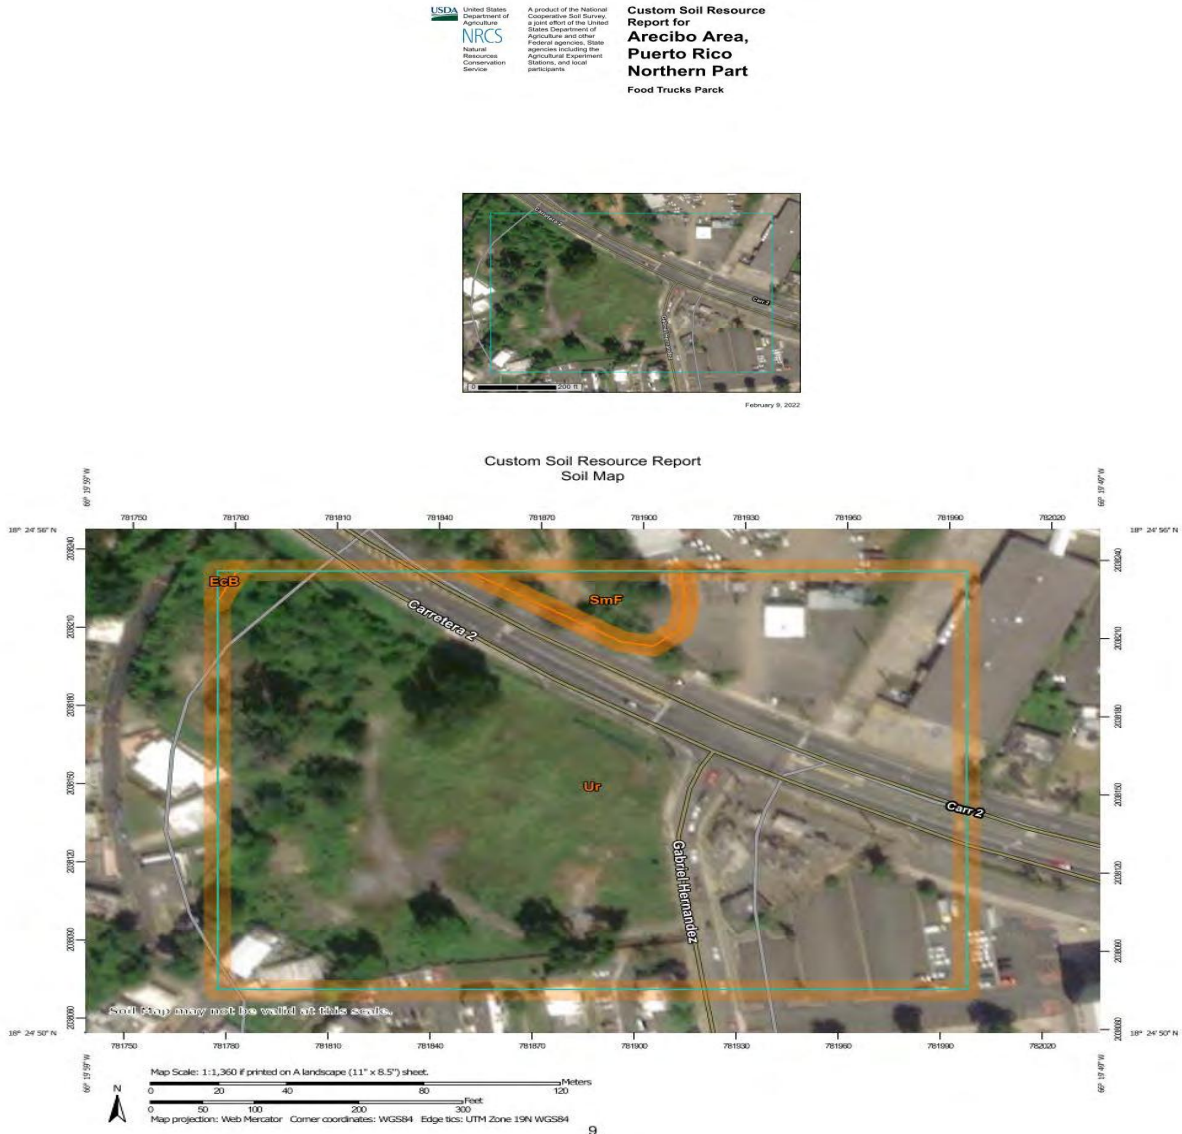 USDA
United States
Department of
Agriculture
NRCS
Natural
Resources
Conservation
Service
A product of the National
Cooperative Soil Survey,
a joint effort of the United
States Department of
Agriculture and other
Federal agencies, State
agencies including the
Agricultural Experiment
Stations, and local
participants
Custom Soil Resource
Report for
Arecibo Area,
Puerto Rico
Northern Part
Food Trucks Parck
Carretera 2
Carr 2
Gabriel Hernandez
0 200 ft
February 9, 2022
Custom Soil Resource Report
Soil Map
66° 19' 59'' W
66° 19' 49'' W
781750 781780 781810 781840 781870 781900 781930 781960 781990 782020
18° 24' 56'' N
18° 24' 56'' N
EcB
SmF
Carretera 2
Ur
Carr 2
Gabriel Hernandez
Soil Map may not be valid at this scale.
18° 24' 50'' N
18° 24' 50'' N
781750 781780 781810 781840 781870 781900 781930 781960 781990 782020
66° 19' 59'' W
66° 19' 49'' W
N
Map Scale: 1:1,360 if printed on A landscape (11" x 8.5") sheet.
Meters
0 20 40 80 120
Feet
0 50 100 200 300
Map projection: Web Mercator Corner coordinates: WGS84 Edge tics: UTM Zone 19N WGS84
9